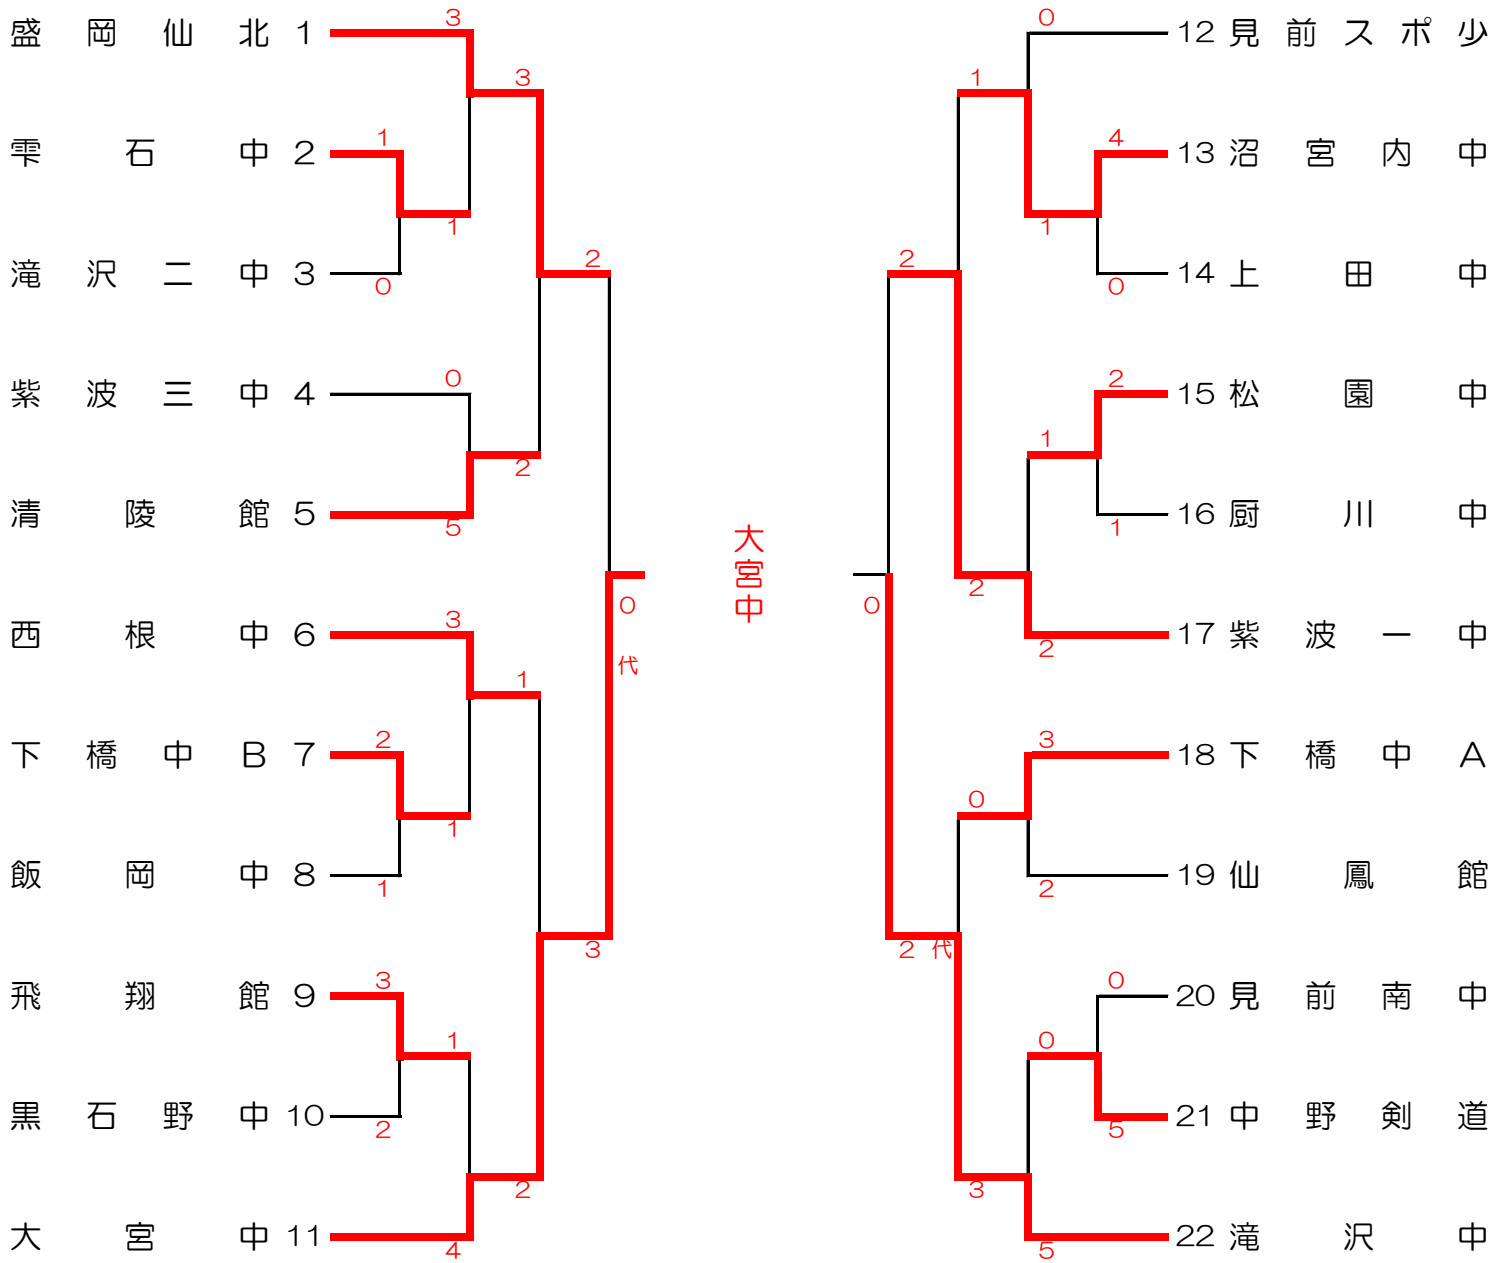 盛岡仙北 1
3
3
雫石中 2
1
1
滝沢二中 3
0
2
紫波三中 4
0
2
清陵館 5
5
西根中 6
3
0
代
1
下橋中B 7
2
1
飯岡中 8
1
3
飛翔館 9
3
1
黒石野中 10
2
2
大宮中 11
4
大宮中
0
12 見前スポ少
1
4
13 沼宮内中
1
2
14 上田中
0
2
15 松園中
1
16 厨川中
1
0
2
17 紫波一中
2
3
18 下橋中A
0
19 仙鳳館
2
2 代
0
20 見前南中
0
21 中野剣道
5
3
22 滝沢中
5